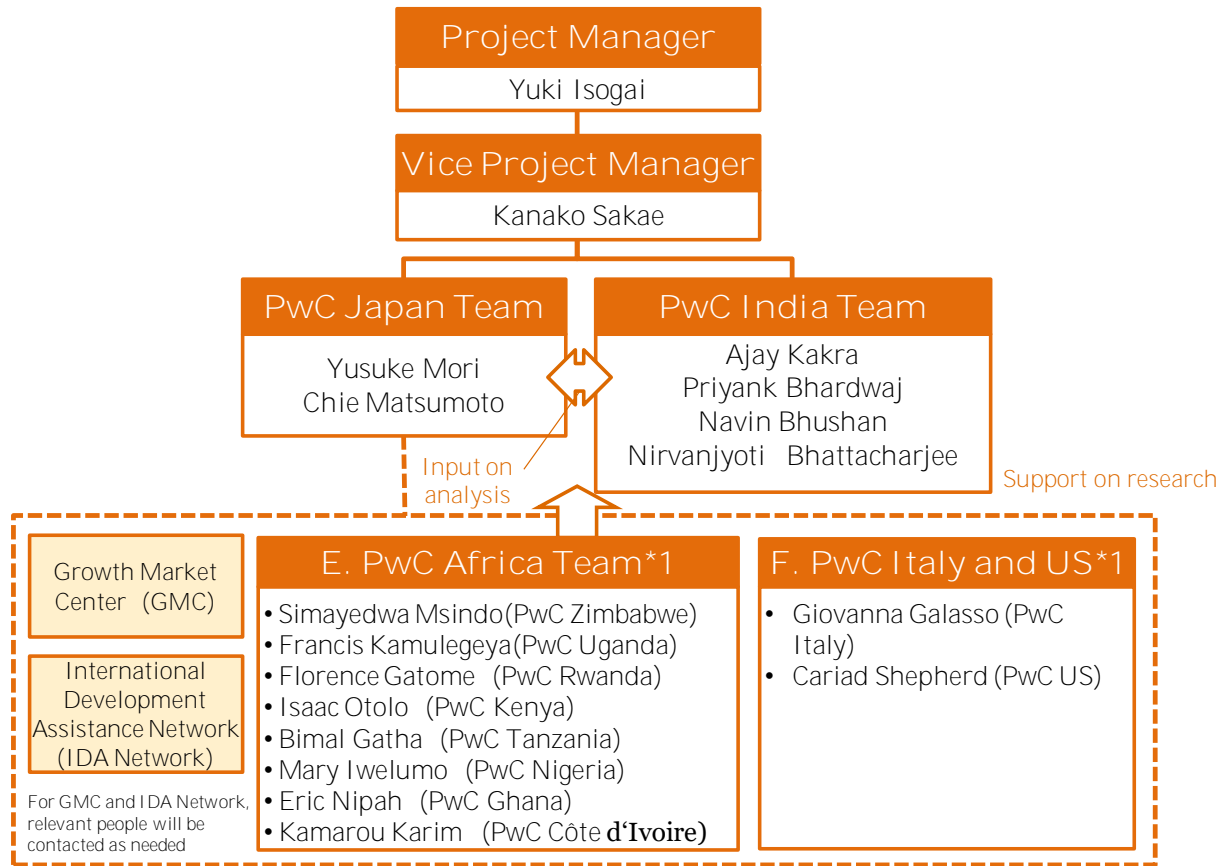 Project Manager
Yuki Isogai
Vice Project Manager
Kanako Sakae
PwC Japan Team
Yusuke Mori
Chie Matsumoto
PwC India Team
Ajay Kakra
Priyank Bhardwaj
Navin Bhushan
Nirvanjyoti Bhattacharjee
Input on
analysis
Support on research
Growth Market
Center (GMC)
International
Development
Assistance Network
(IDA Network)
For GMC and IDA Network,
relevant people will be
contacted as needed
E. PwC Africa Team*1
• Simayedwa Msindo(PwC Zimbabwe)
• Francis Kamulegeya(PwC Uganda)
• Florence Gatome (PwC Rwanda)
• Isaac Otolo (PwC Kenya)
• Bimal Gatha (PwC Tanzania)
• Mary Iwelumo (PwC Nigeria)
• Eric Nipah (PwC Ghana)
• Kamarou Karim (PwC Côte d‘Ivoire)
F. PwC Italy and US*1
• Giovanna Galasso (PwC
Italy)
• Cariad Shepherd (PwC US)